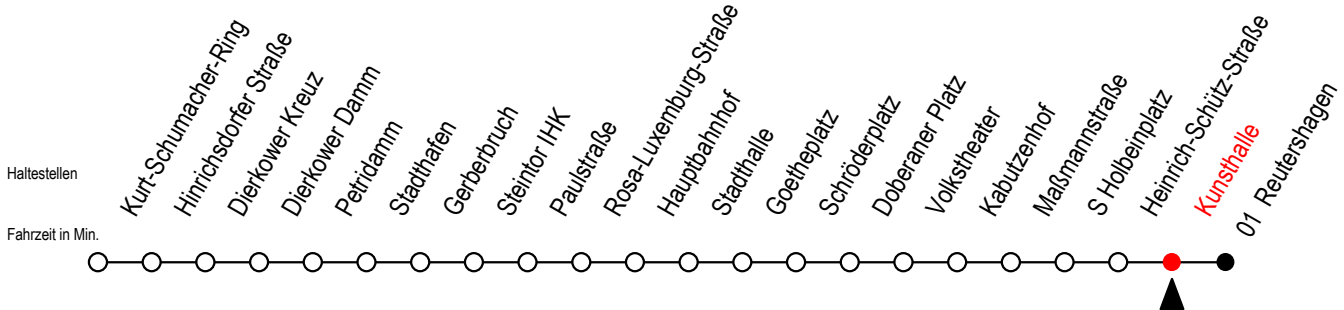 Haltestellen
Kurt-Schumacher-Ring
Hinrichsdorfer Straße
Dierkower Kreuz
Dierkower Damm
Petridamm
Stadthafen
Gerberbruch
Steintor IHK
Paulstraße
Rosa-Luxemburg-Straße
Hauptbahnhof
Stadthalle
Goetheplatz
Schröderplatz
Doberaner Platz
Volkstheater
Kabutzenhof
Maßmannstraße
S Holbeinplatz
Heinrich-Schütz-Straße
Kunsthalle
01 Reutershagen
Fahrzeit in Min.